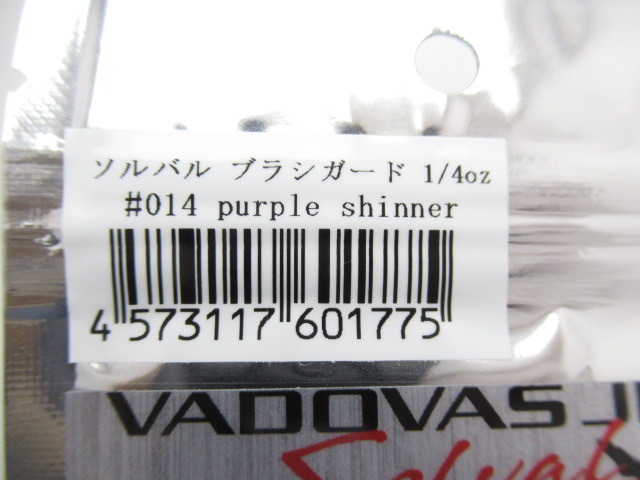 ソルバル ブラシガード 1/4oz
#014 purple shinner
4 573117 601775
VADOVAS
Solval